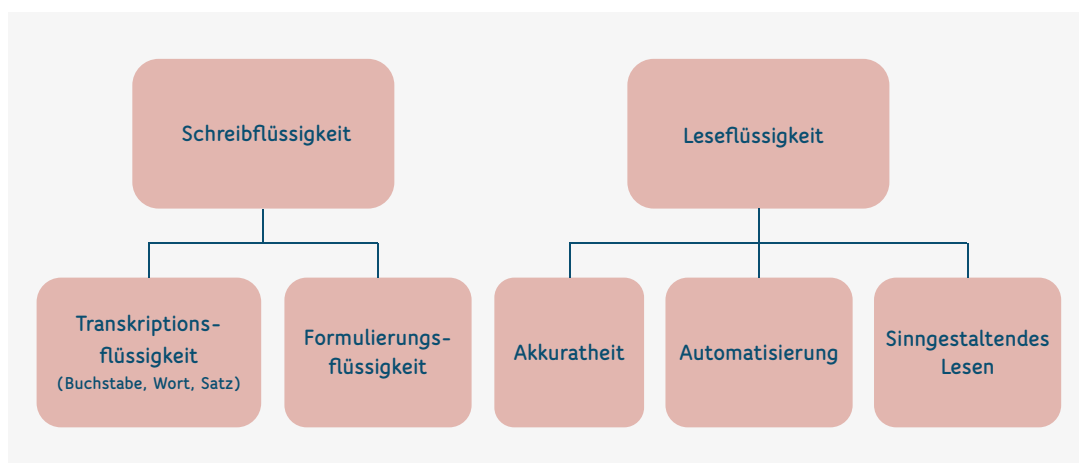 Schreibflüssigkeit
Leseflüssigkeit
Transkriptions-
flüssigkeit
(Buchstabe, Wort, Satz)
Formulierungs-
flüssigkeit
Akkuratheit
Automatisierung
Sinngestaltendes
Lesen